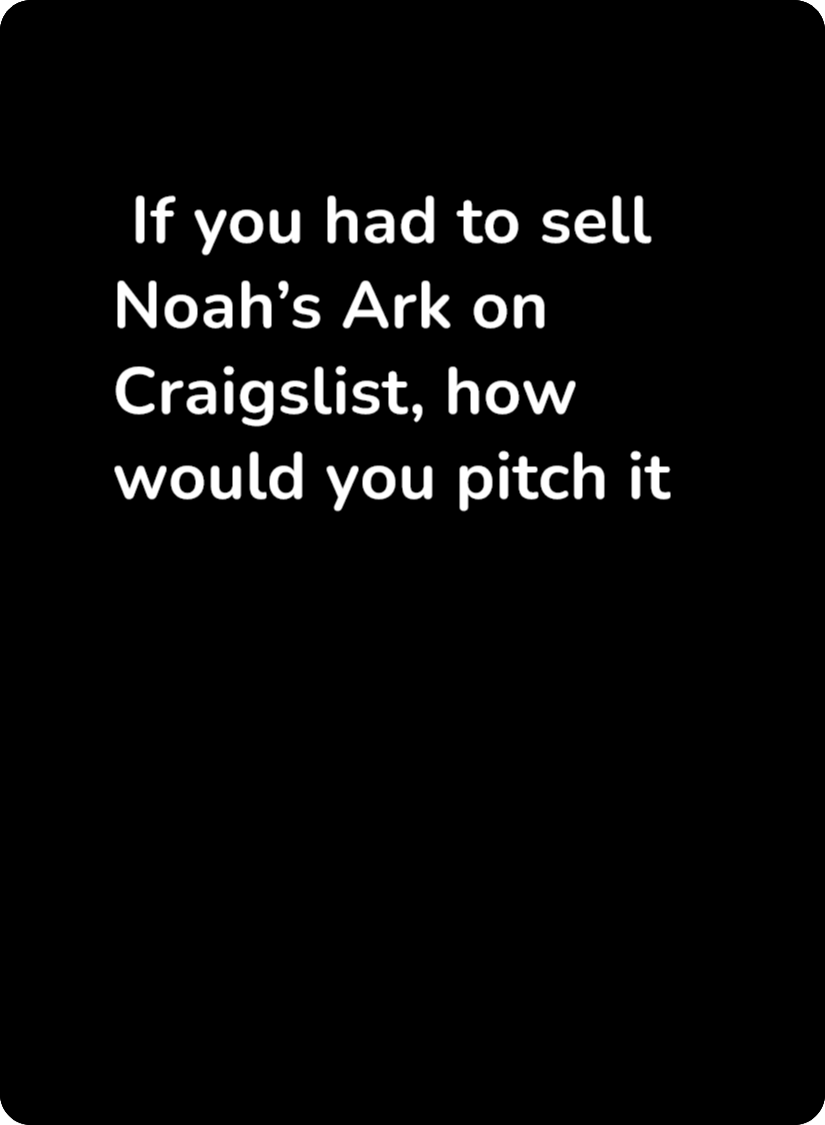 If you had to sell
Noah’s Ark on
Craigslist, how
would you pitch it